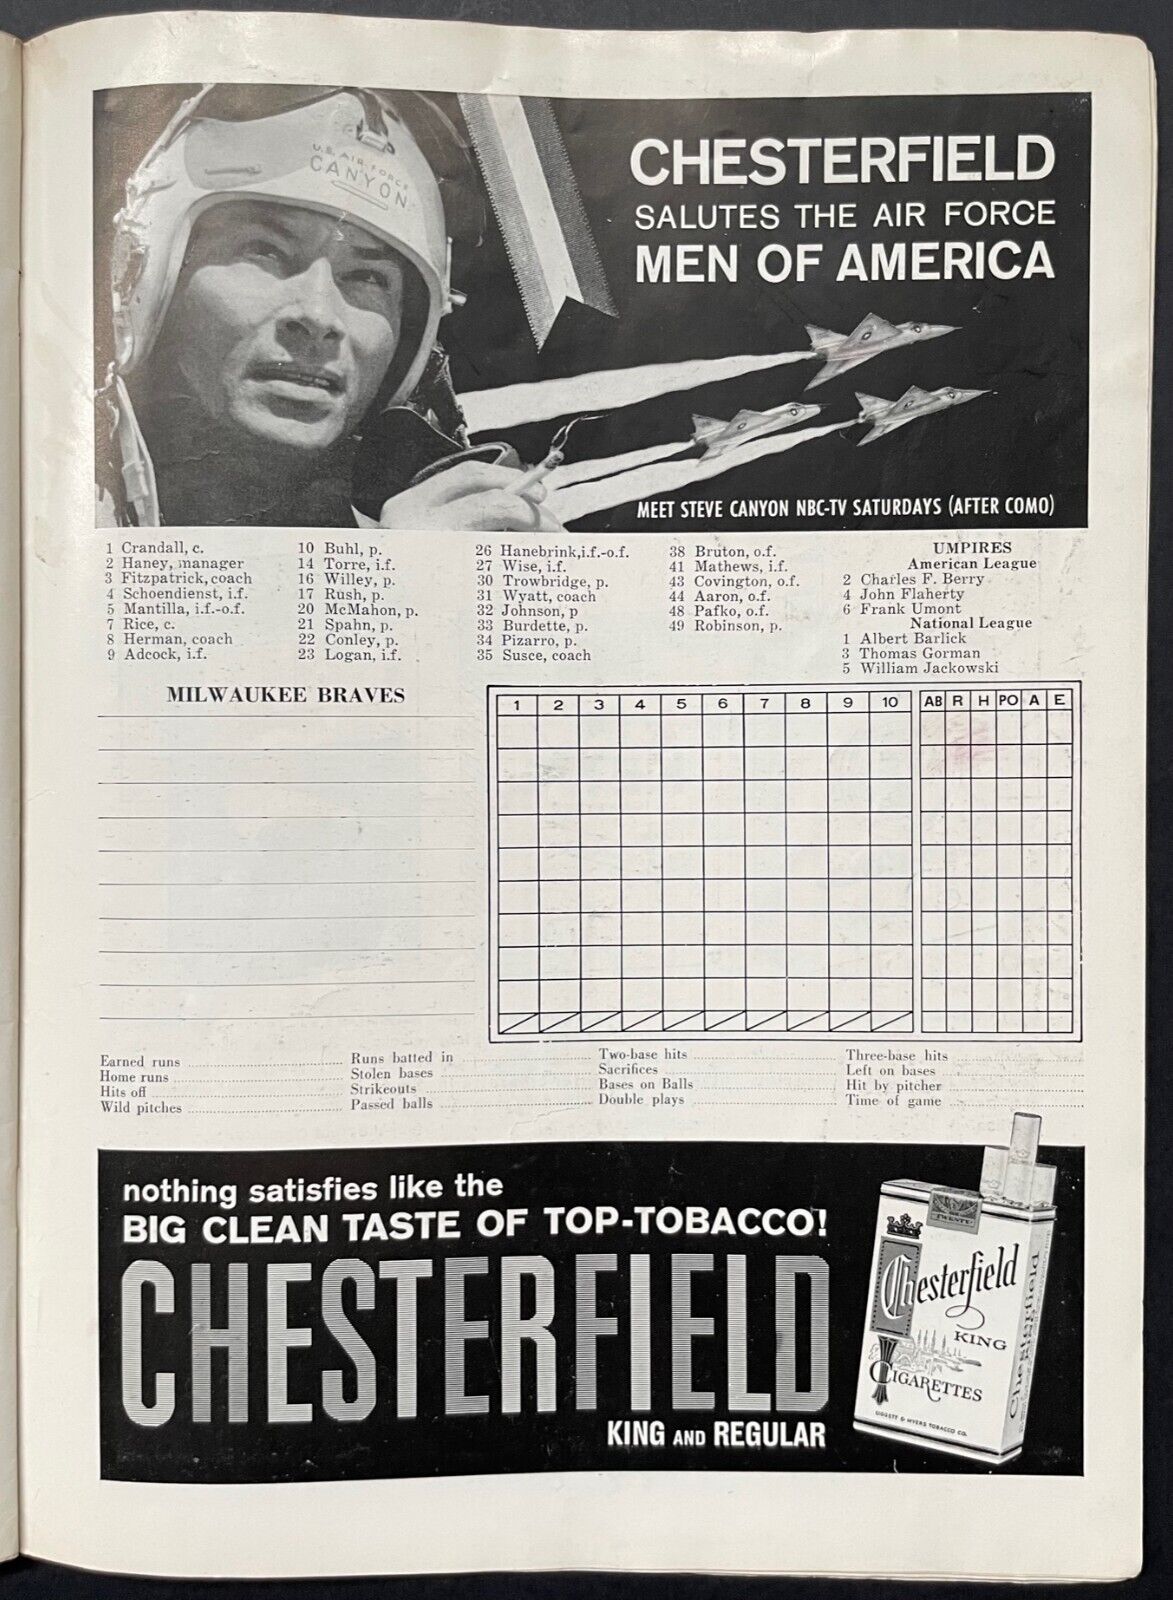 U.S. AIR FORCE
CANYON
CHESTERFIELD
SALUTES THE AIR FORCE
MEN OF AMERICA
MEET STEVE CANYON NBC-TV SATURDAYS (AFTER COMO)
1 Crandall, c.
2 Haney, manager
3 Fitzpatrick, coach
4 Schoendienst, i.f.
5 Mantilla, i.f.-o.f.
7 Rice, c.
8 Herman, coach
9 Adcock, i.f.
10 Buhl, p.
14 Torre, i.f.
16 Willey, p.
17 Rush, p.
20 McMahon, p.
21 Spahn, p.
22 Conley, p.
23 Logan, i.f.
26 Hanebrink,i.f.-o.f.
27 Wise, i.f.
30 Trowbridge, p.
31 Wyatt, coach
32 Johnson, p
33 Burdette, p.
34 Pizarro, p.
35 Susce, coach
38 Bruton, o.f.
41 Mathews, i.f.
43 Covington, o.f.
44 Aaron, o.f.
48 Pafko, o.f.
49 Robinson, p.
UMPIRES
American League
2 Charles F. Berry
4 John Flaherty
6 Frank Umont
National League
1 Albert Barlick
3 Thomas Gorman
5 William Jackowski
MILWAUKEE BRAVES
1 2 3 4 5 6 7 8 9 10 AB R H PO A E
Earned runs
Home runs
Hits off
Wild pitches
Runs batted in
Stolen bases
Strikeouts
Passed balls
Two-base hits
Sacrifices
Bases on Balls
Double plays
Three-base hits
Left on bases
Hit by pitcher
Time of game
nothing satisfies like the
BIG CLEAN TASTE OF TOP-TOBACCO!
CHESTERFIELD
KING AND REGULAR
TWENTY
Chesterfield
KING
CIGARETTES
LIGGETT & MYERS TOBACCO CO.
Chesterfield
KING